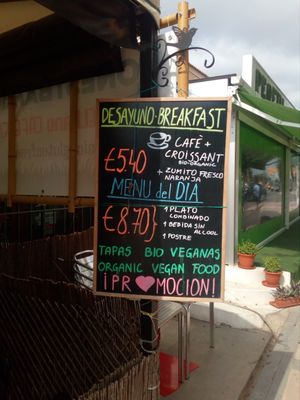 DESAYUNO-BREAKFAST
CAFÈ +
CROISSANT
BIO-ORGANIC
€5.40
+ ZUMITO FRESCO
NARANJA
MENU del DIA
€8.70}
1 PLATO
COMBINADO
1 BEBIDA SIN
ALCOOL
1 POSTRE
TAPAS BIO VEGANAS
ORGANIC VEGAN FOOD
¡PR❤MOCION!